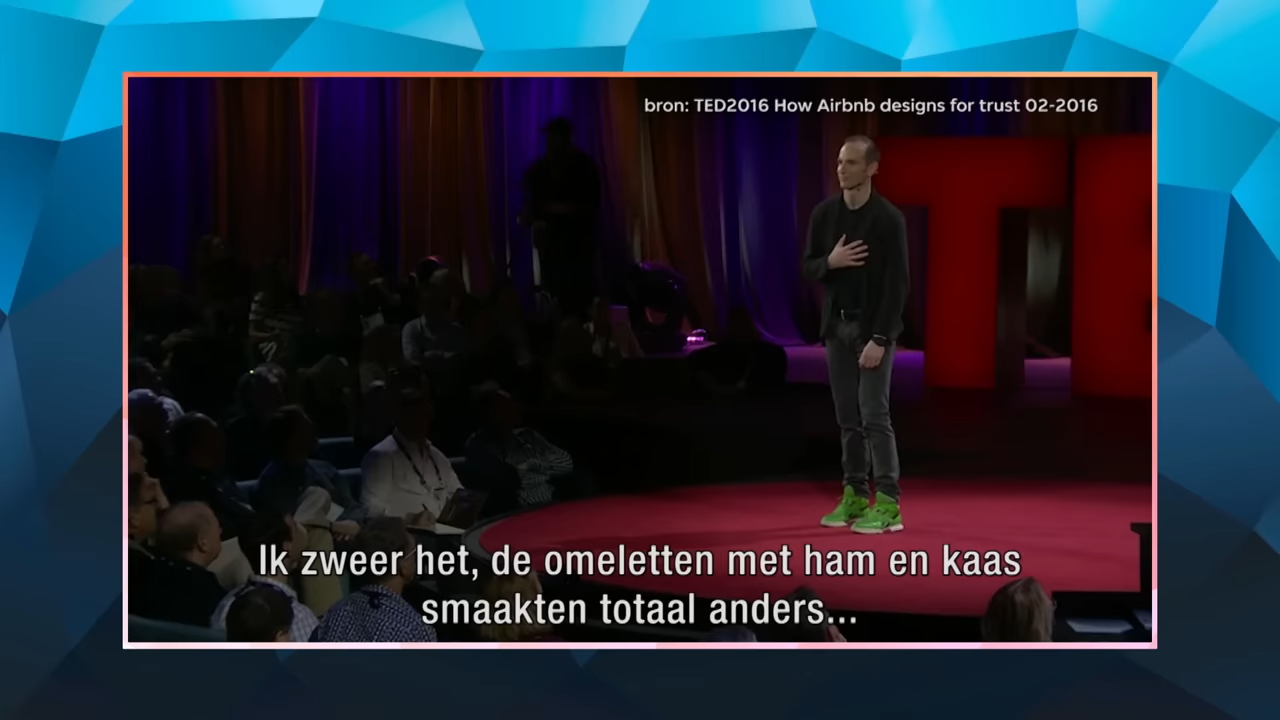 bron: TED2016 How Airbnb designs for trust 02-2016
TE
Ik zweer het, de omeletten met ham en kaas
smaakten totaal anders...